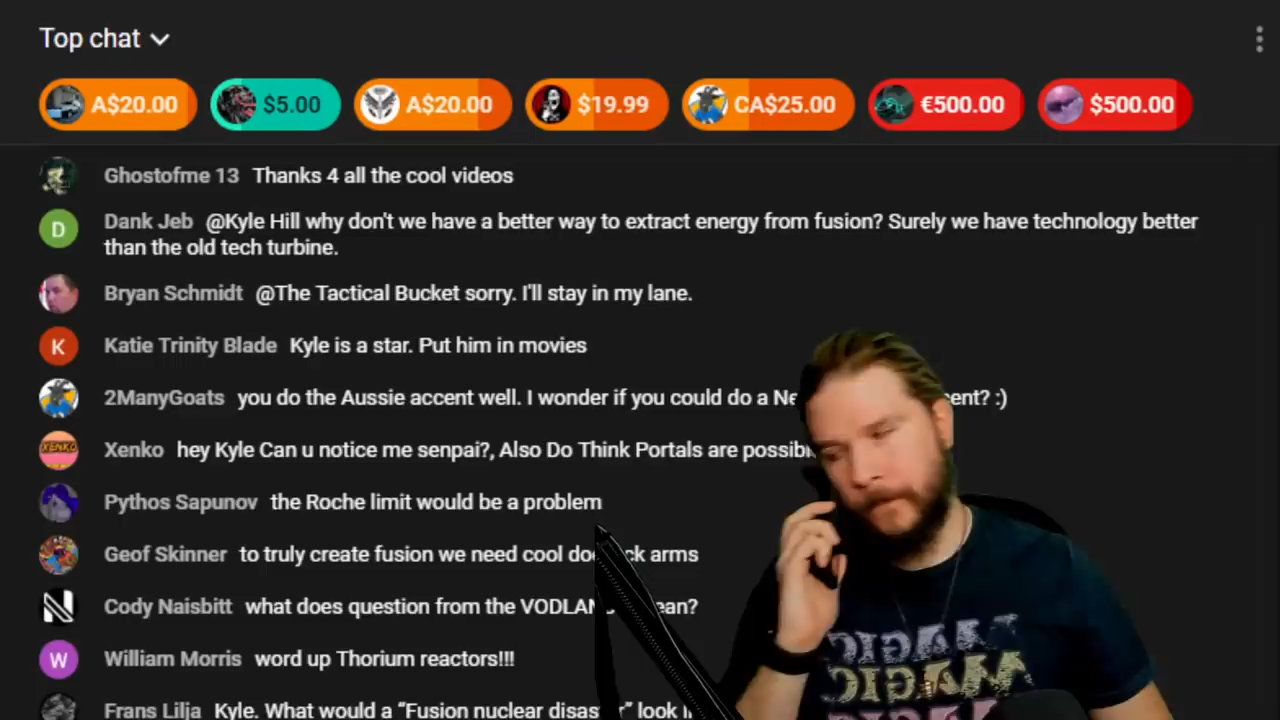 Top chat
A$20.00 $5.00 A$20.00 $19.99 CA$25.00 €500.00 $500.00
Ghostofme 13 Thanks 4 all the cool videos
D Dank Jeb @Kyle Hill why don't we have a better way to extract energy from fusion? Surely we have technology better
than the old tech turbine.
Bryan Schmidt @The Tactical Bucket sorry. I'll stay in my lane.
K Katie Trinity Blade Kyle is a star. Put him in movies
2ManyGoats you do the Aussie accent well. I wonder if you could do a :)
XENKO Xenko hey Kyle Can u notice me senpai?, Also Do Think Portals are
Pythos Sapunov the Roche limit would be a problem
Geof Skinner to truly create fusion we need cool arms
N Cody Naisbitt what does question from the
W William Morris word up Thorium reactors!!!
Frans Lilja Kyle. What would a “Fusion nuclear look
MAGIC
MAGIC